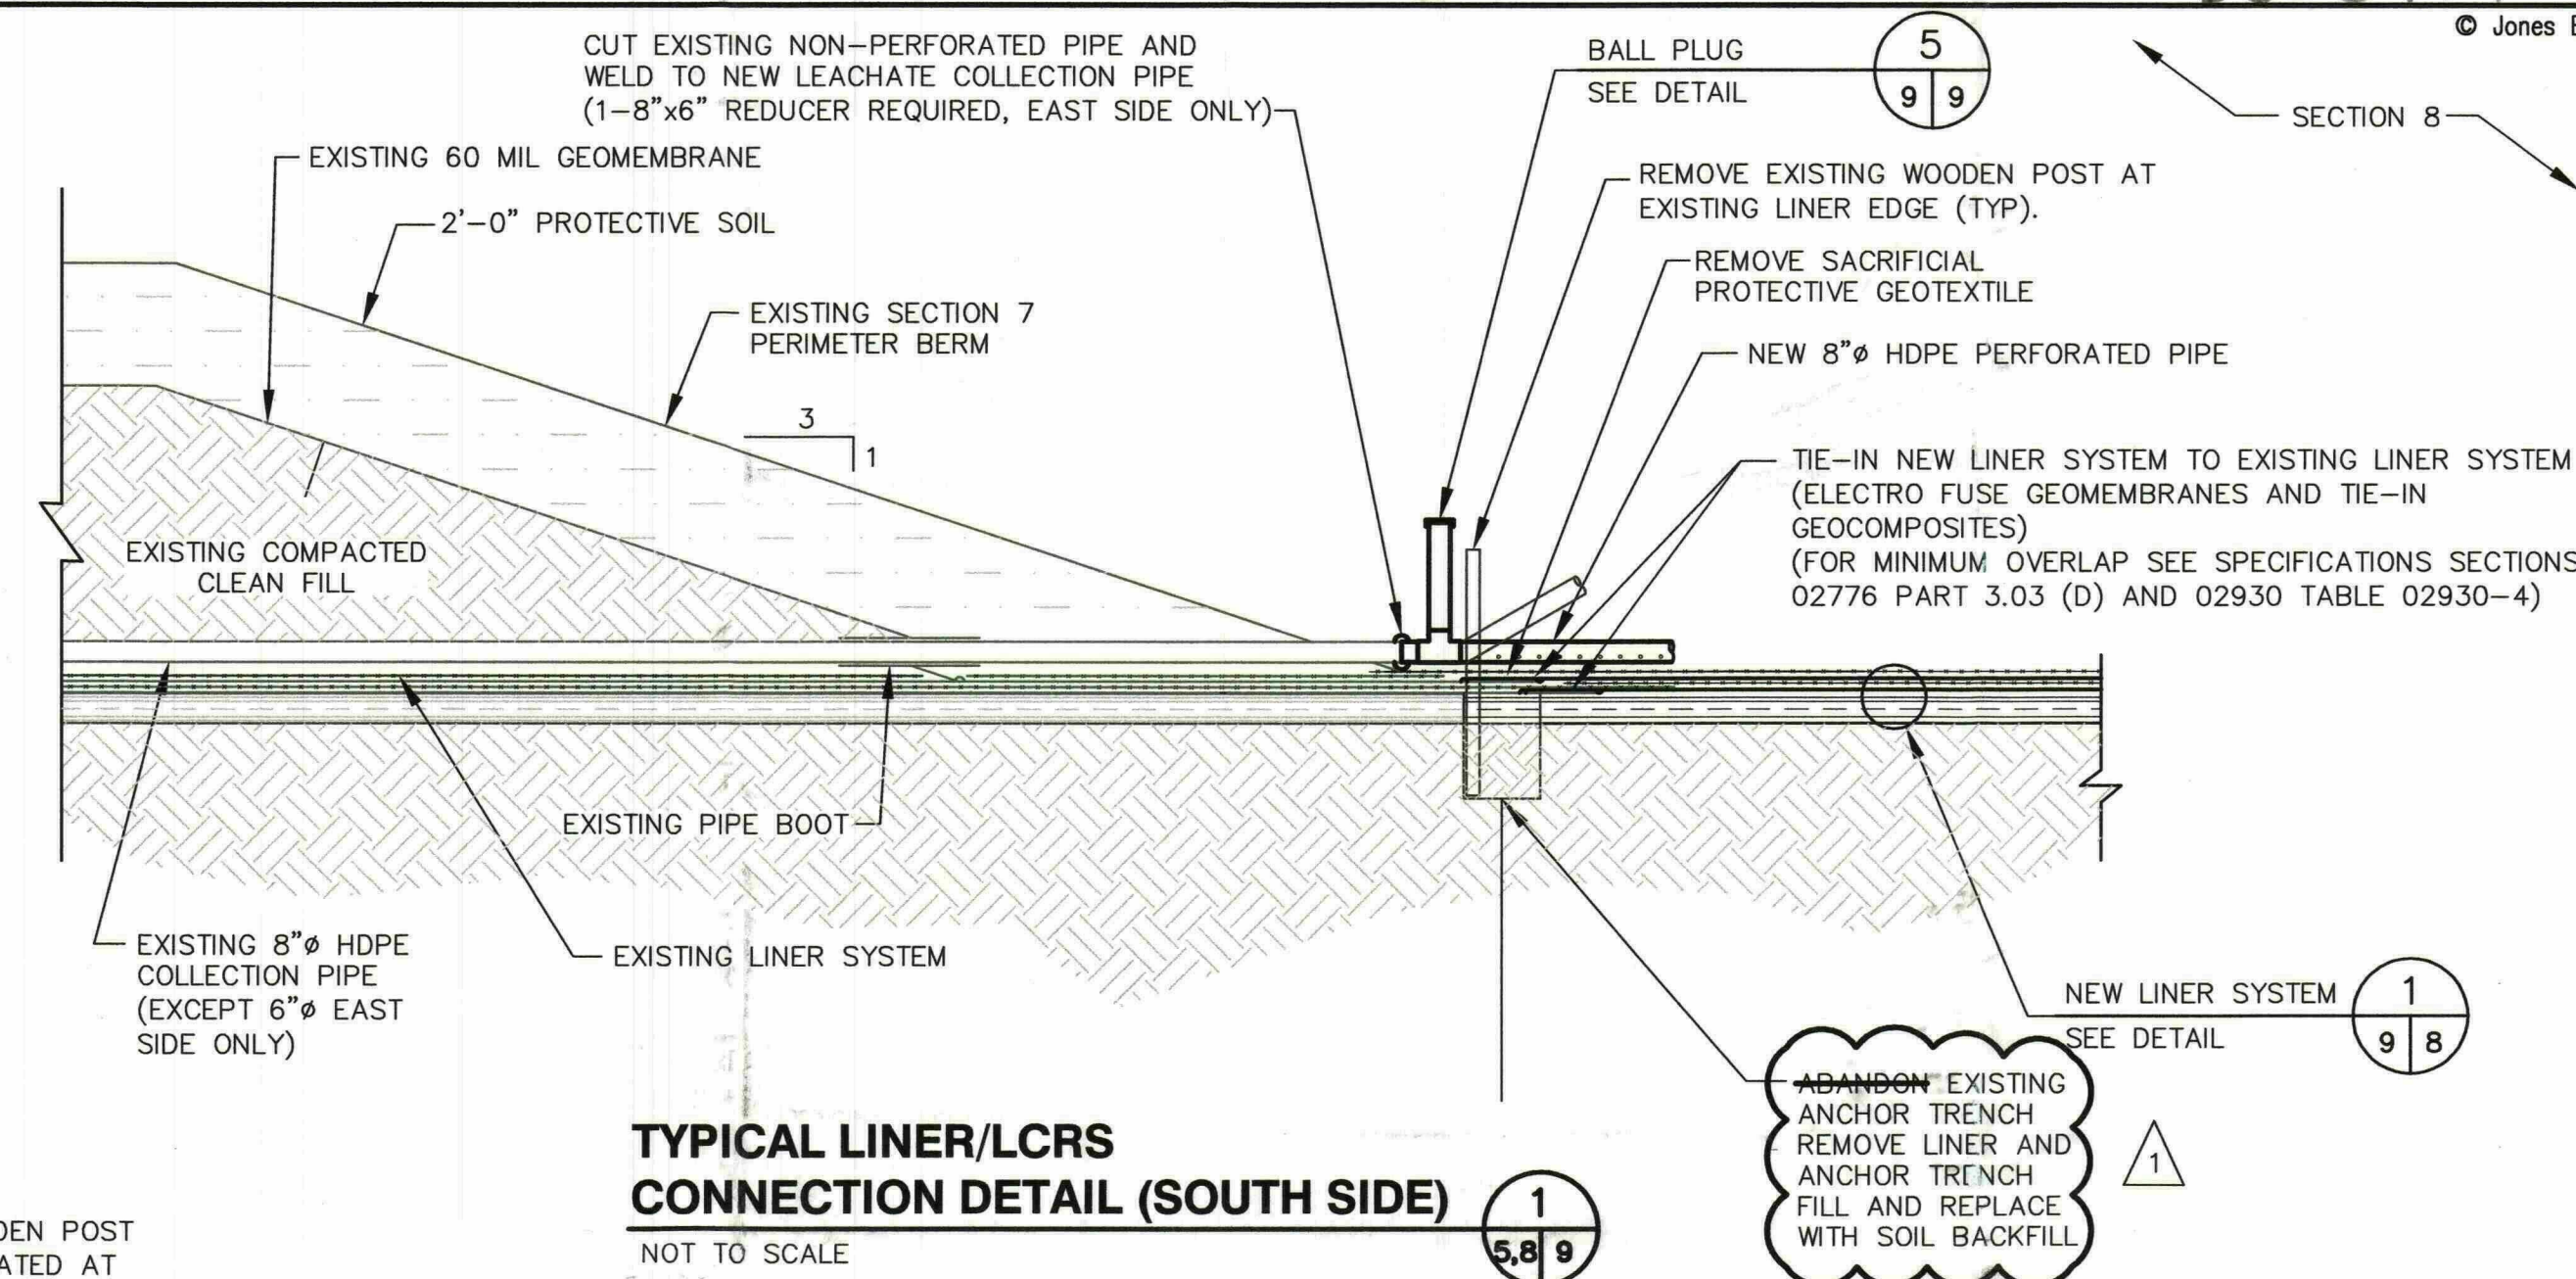 © Jones
CUT EXISTING NON-PERFORATED PIPE AND
WELD TO NEW LEACHATE COLLECTION PIPE
(1-8"x6" REDUCER REQUIRED, EAST SIDE ONLY)
BALL PLUG
SEE DETAIL
5
9 9
SECTION 8
EXISTING 60 MIL GEOMEMBRANE
2'-0" PROTECTIVE SOIL
EXISTING SECTION 7
PERIMETER BERM
3
1
REMOVE EXISTING WOODEN POST AT
EXISTING LINER EDGE (TYP).
REMOVE SACRIFICIAL
PROTECTIVE GEOTEXTILE
NEW 8"ø HDPE PERFORATED PIPE
TIE-IN NEW LINER SYSTEM TO EXISTING LINER SYSTEM
(ELECTRO FUSE GEOMEMBRANES AND TIE-IN
GEOCOMPOSITES)
(FOR MINIMUM OVERLAP SEE SPECIFICATIONS SECTIONS
02776 PART 3.03 (D) AND 02930 TABLE 02930-4)
EXISTING COMPACTED
CLEAN FILL
EXISTING PIPE BOOT
EXISTING 8"ø HDPE
COLLECTION PIPE
(EXCEPT 6"ø EAST
SIDE ONLY)
EXISTING LINER SYSTEM
NEW LINER SYSTEM
SEE DETAIL
1
9 8
ABANDON EXISTING
ANCHOR TRENCH
REMOVE LINER AND
ANCHOR TRENCH
FILL AND REPLACE
WITH SOIL BACKFILL
1
TYPICAL LINER/LCRS
CONNECTION DETAIL (SOUTH SIDE)
NOT TO SCALE
1
5,8 9
DEN POST
ATED AT